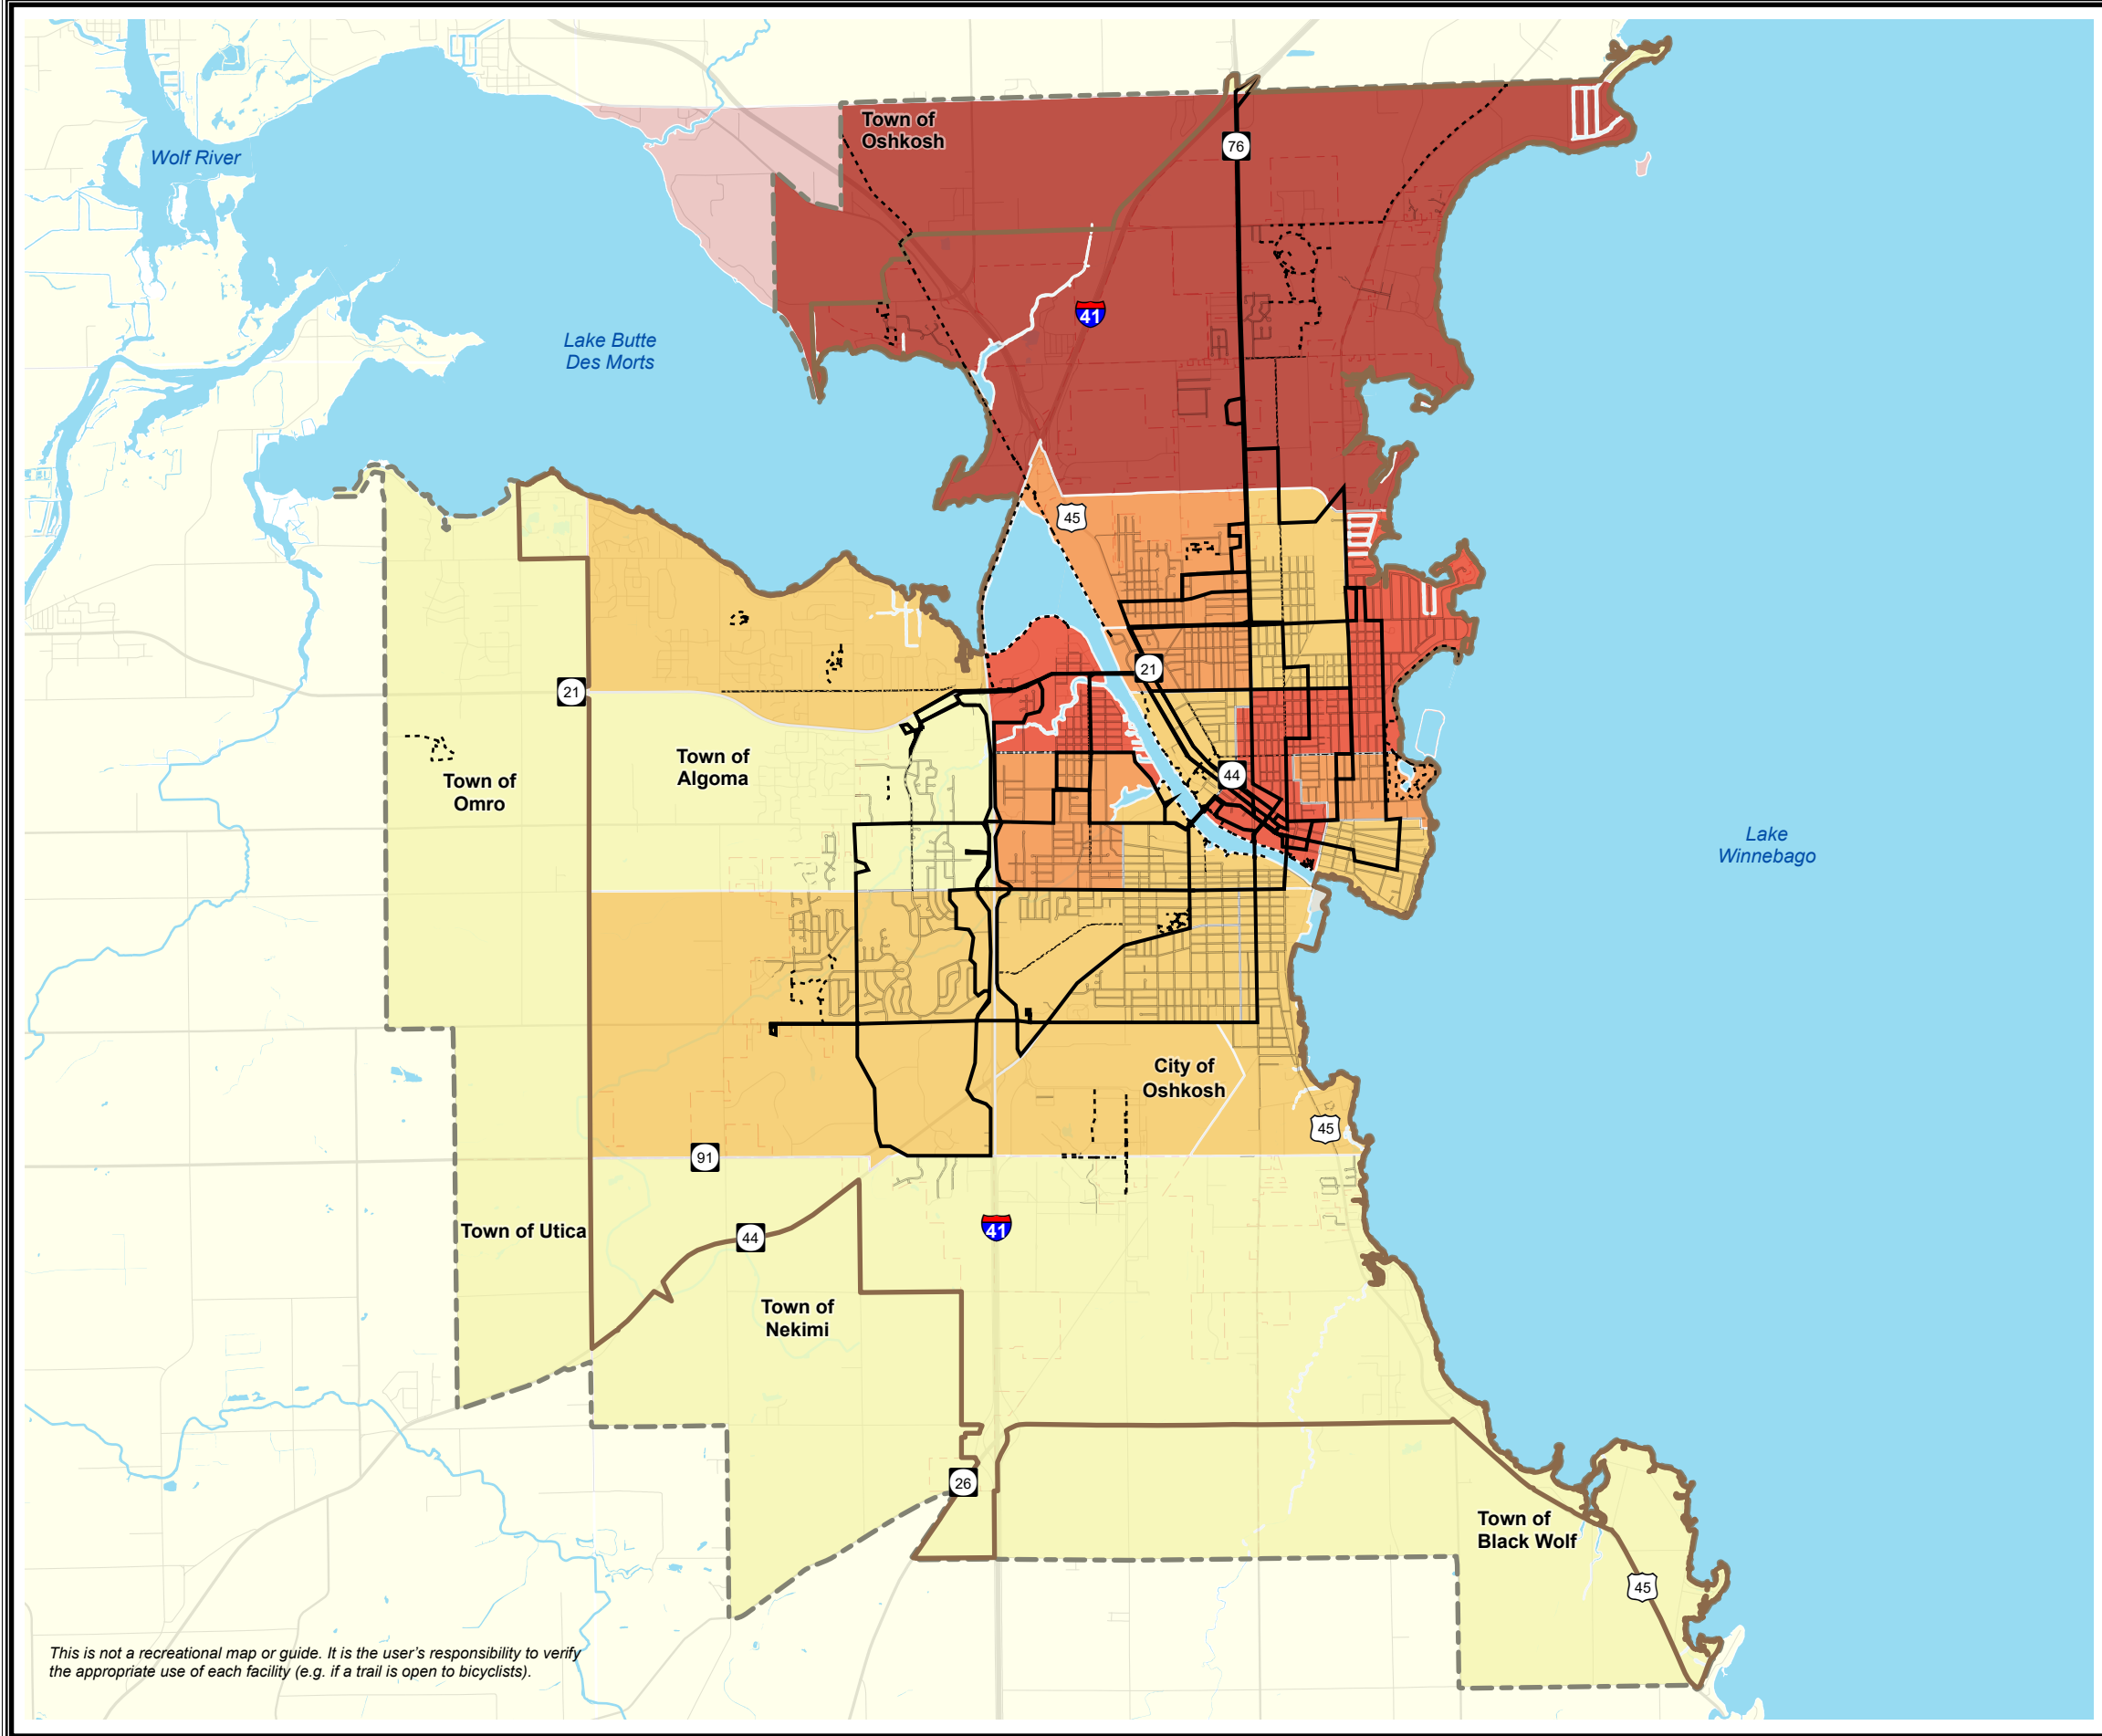 Town of
Oshkosh
76
Wolf River
41
Lake Butte
Des Morts
45
21
21
Town of
Algoma
Town of
Omro
44
Lake
Winnebago
City of
Oshkosh
45
91
Town of Utica
44
41
Town of
Nekimi
26
Town of
Black Wolf
45
This is not a recreational map or guide. It is the user's responsibility to verify
the appropriate use of each facility (e.g. if a trail is open to bicyclists).